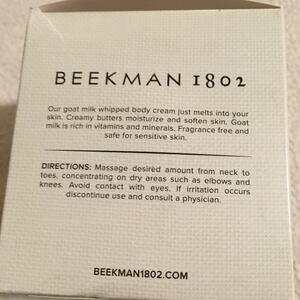 BEEKMAN 1802
Our goat milk whipped body cream just melts into your
skin. Creamy butters moisturize and soften skin. Goat
milk is rich in vitamins and minerals. Fragrance free and
safe for sensitive skin.
DIRECTIONS: Massage desired amount from neck to
toes, concentrating on dry areas such as elbows and
knees. Avoid contact with eyes. If irritation occurs
discontinue use and consult a physician.
BEEKMAN1802.COM